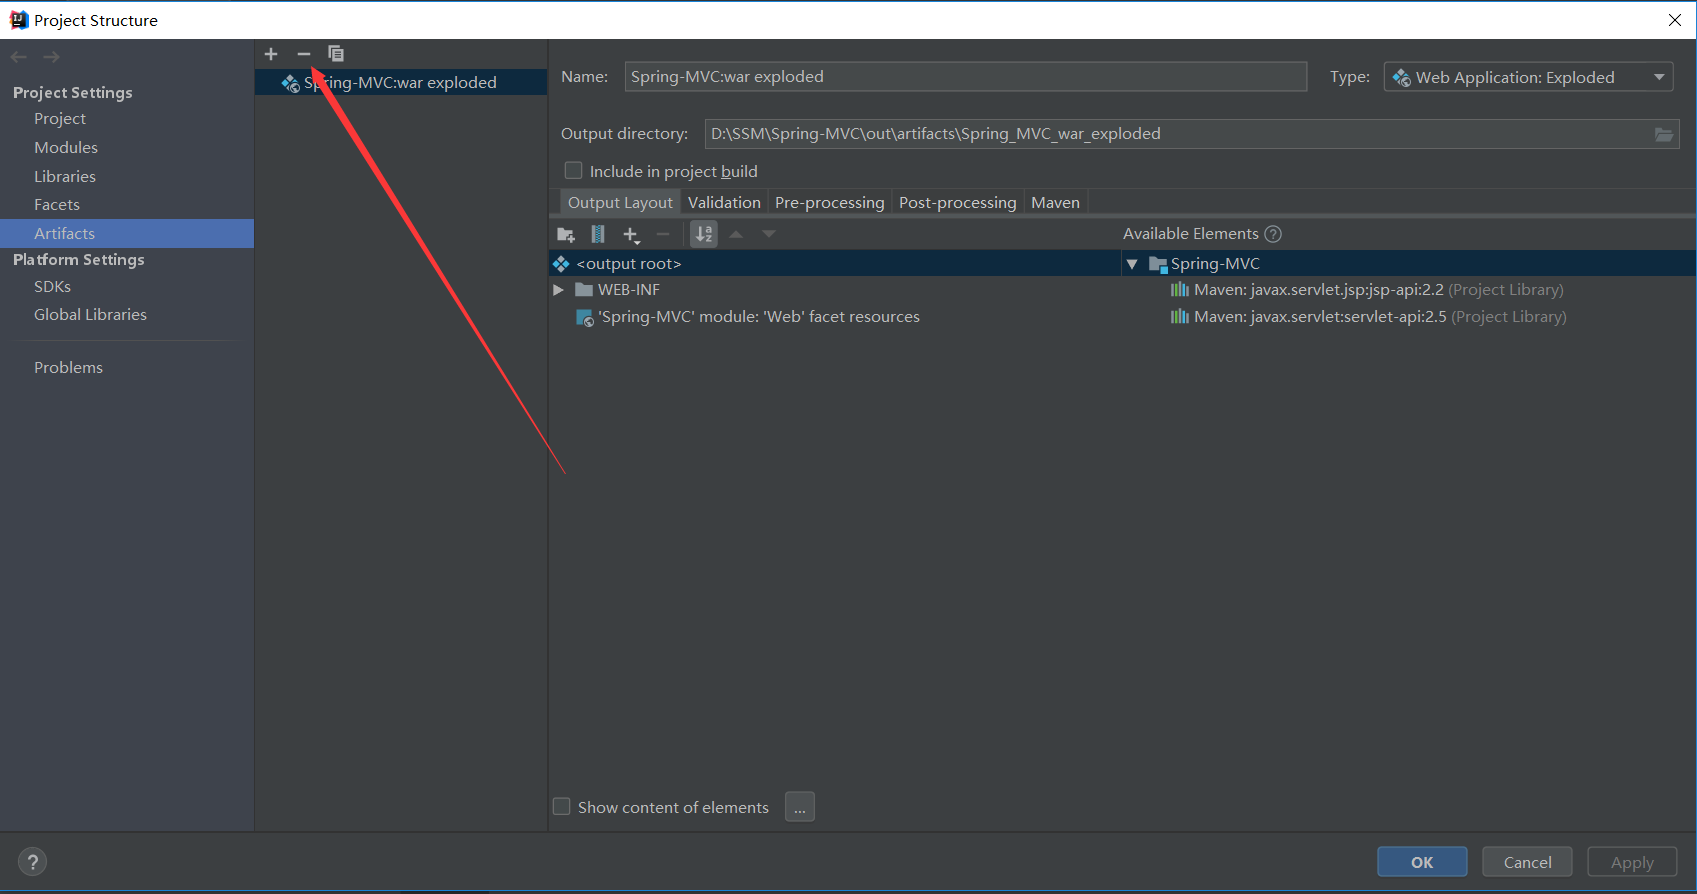 Project Structure
Project Settings
Project
Modules
Libraries
Facets
Artifacts
Platform Settings
SDKs
Global Libraries
Problems
Spring-MVC:war exploded
Name: Spring-MVC:war exploded Type: Web Application: Exploded
Output directory: D:\SSM\Spring-MVC\out\artifacts\Spring_MVC_war_exploded
Include in project build
Output Layout Validation Pre-processing Post-processing Maven
Available Elements ?
<output root>
WEB-INF
'Spring-MVC' module: 'Web' facet resources
Spring-MVC
Maven: javax.servlet.jsp:jsp-api:2.2 (Project Library)
Maven: javax.servlet:servlet-api:2.5 (Project Library)
Show content of elements ...
? OK Cancel Apply